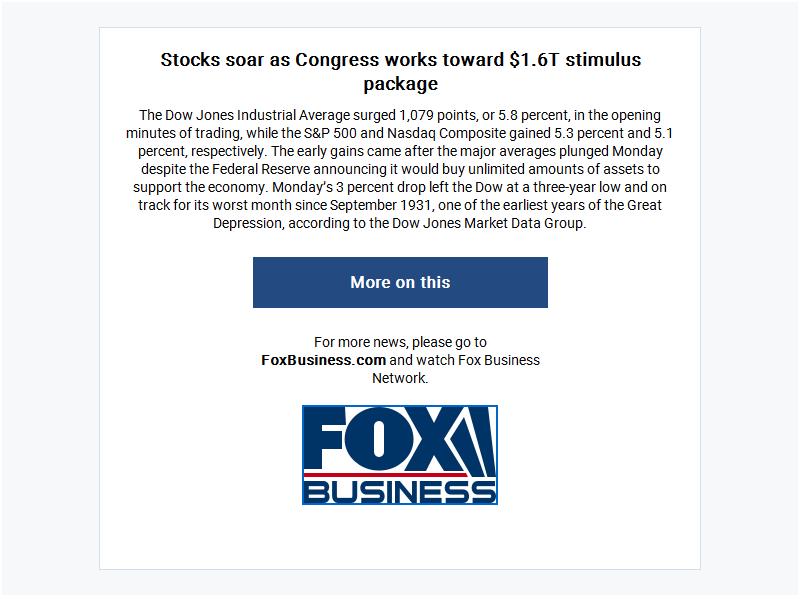 Stocks soar as Congress works toward $1.6T stimulus
package
The Dow Jones Industrial Average surged 1,079 points, or 5.8 percent, in the opening
minutes of trading, while the S&P 500 and Nasdaq Composite gained 5.3 percent and 5.1
percent, respectively. The early gains came after the major averages plunged Monday
despite the Federal Reserve announcing it would buy unlimited amounts of assets to
support the economy. Monday's 3 percent drop left the Dow at a three-year low and on
track for its worst month since September 1931, one of the earliest years of the Great
Depression, according to the Dow Jones Market Data Group.
More on this
For more news, please go to
FoxBusiness.com and watch Fox Business
Network.
FOX
BUSINESS